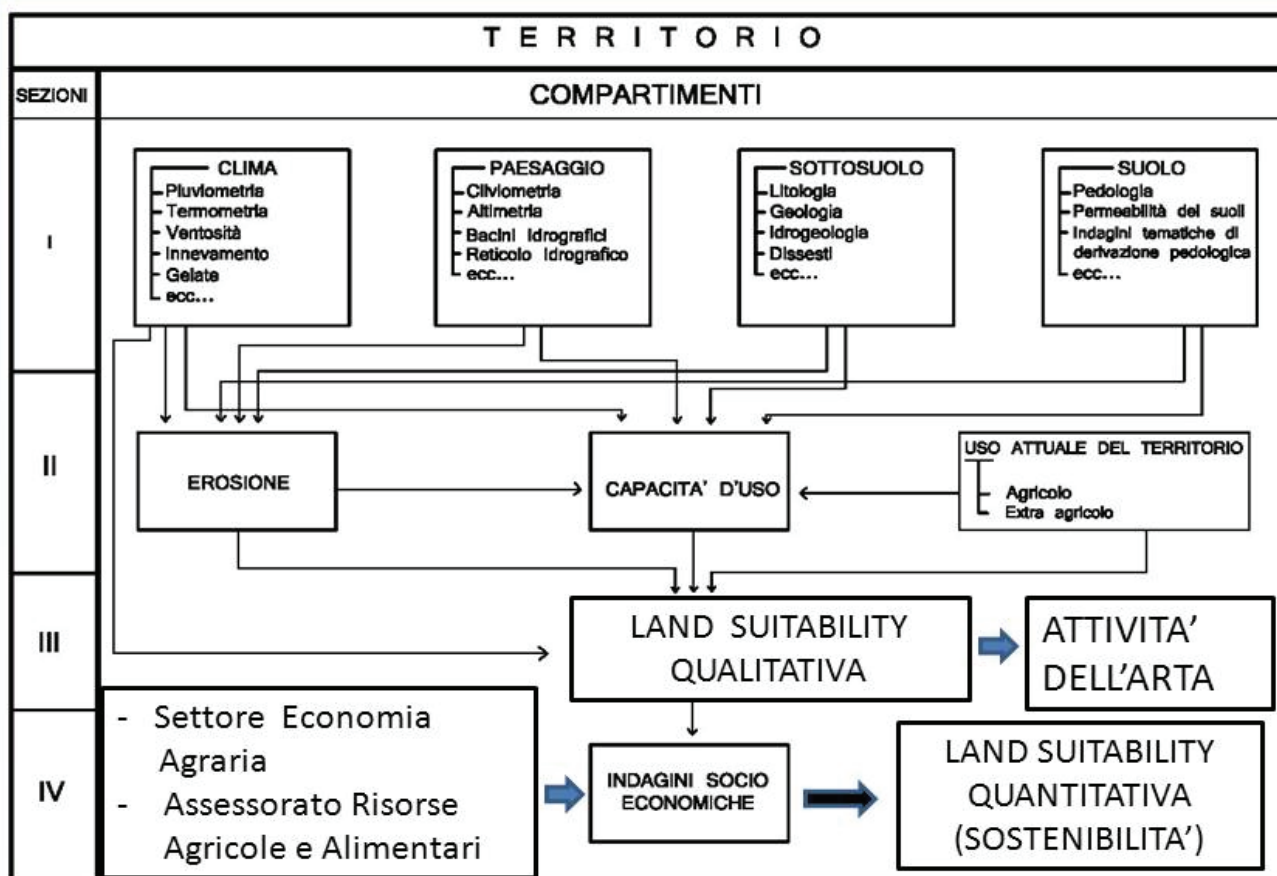 TERRITORIO
SEZIONI
COMPARTIMENTI
I
CLIMA
Pluviometria
Termometria
Ventosità
Innevamento
Gelate
ecc...
PAESAGGIO
Cliviometria
Altimetria
Bacini Idrografici
Reticolo Idrografico
ecc...
SOTTOSUOLO
Litologia
Geologia
Idrogeologia
Dissesti
ecc...
SUOLO
Pedologia
Permeabilità dei suoli
Indagini tematiche di
derivazione pedologica
ecc...
II
EROSIONE
CAPACITA' D'USO
USO ATTUALE DEL TERRITORIO
Agricolo
Extra agricolo
III
LAND SUITABILITY
QUALITATIVA
ATTIVITA'
DELL'ARTA
IV
- Settore Economia
Agraria
- Assessorato Risorse
Agricole e Alimentari
INDAGINI SOCIO
ECONOMICHE
LAND SUITABILITY
QUANTITATIVA
(SOSTENIBILITA')